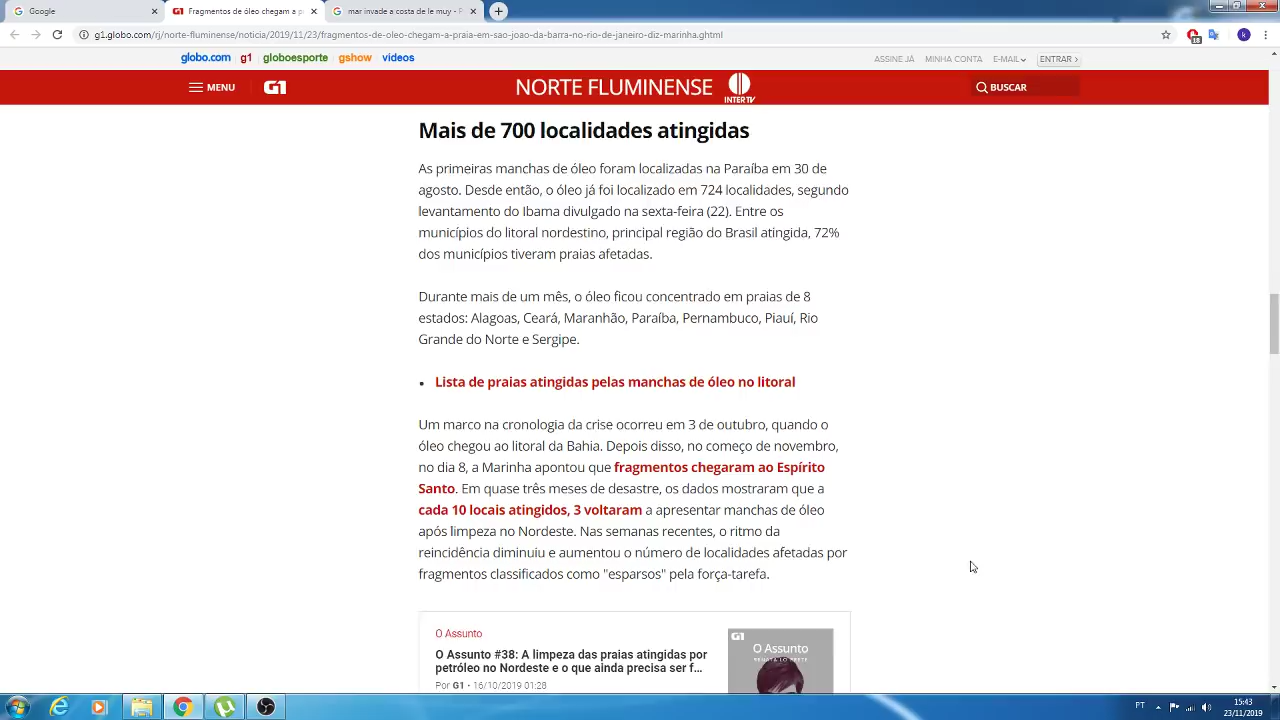 Google
Fragmentos de óleo chegam a p
mar invade a costa de le muy - P
g1.globo.com/rj/norte-fluminense/noticia/2019/11/23/fragmentos-de-oleo-chegam-a-praia-em-sao-joao-da-barra-no-rio-de-janeiro-diz-marinha.ghtml
globo.com g1 globoesporte gshow videos
ASSINE JÁ MINHA CONTA E-MAIL ENTRAR
MENU G1 NORTE FLUMINENSE INTER TV BUSCAR
Mais de 700 localidades atingidas
As primeiras manchas de óleo foram localizadas na Paraíba em 30 de
agosto. Desde então, o óleo já foi localizado em 724 localidades, segundo
levantamento do Ibama divulgado na sexta-feira (22). Entre os
municípios do litoral nordestino, principal região do Brasil atingida, 72%
dos municípios tiveram praias afetadas.
Durante mais de um mês, o óleo ficou concentrado em praias de 8
estados: Alagoas, Ceará, Maranhão, Paraíba, Pernambuco, Piauí, Rio
Grande do Norte e Sergipe.
• Lista de praias atingidas pelas manchas de óleo no litoral
Um marco na cronologia da crise ocorreu em 3 de outubro, quando o
óleo chegou ao litoral da Bahia. Depois disso, no começo de novembro,
no dia 8, a Marinha apontou que fragmentos chegaram ao Espírito
Santo. Em quase três meses de desastre, os dados mostraram que a
cada 10 locais atingidos, 3 voltaram a apresentar manchas de óleo
após limpeza no Nordeste. Nas semanas recentes, o ritmo da
reincidência diminuiu e aumentou o número de localidades afetadas por
fragmentos classificados como "esparsos" pela força-tarefa.
O Assunto
O Assunto #38: A limpeza das praias atingidas por
petróleo no Nordeste e o que ainda precisa ser f...
Por G1 • 16/10/2019 01:28
G1
O Assunto
RENATA LO PRETE
PT
15:43
23/11/2019